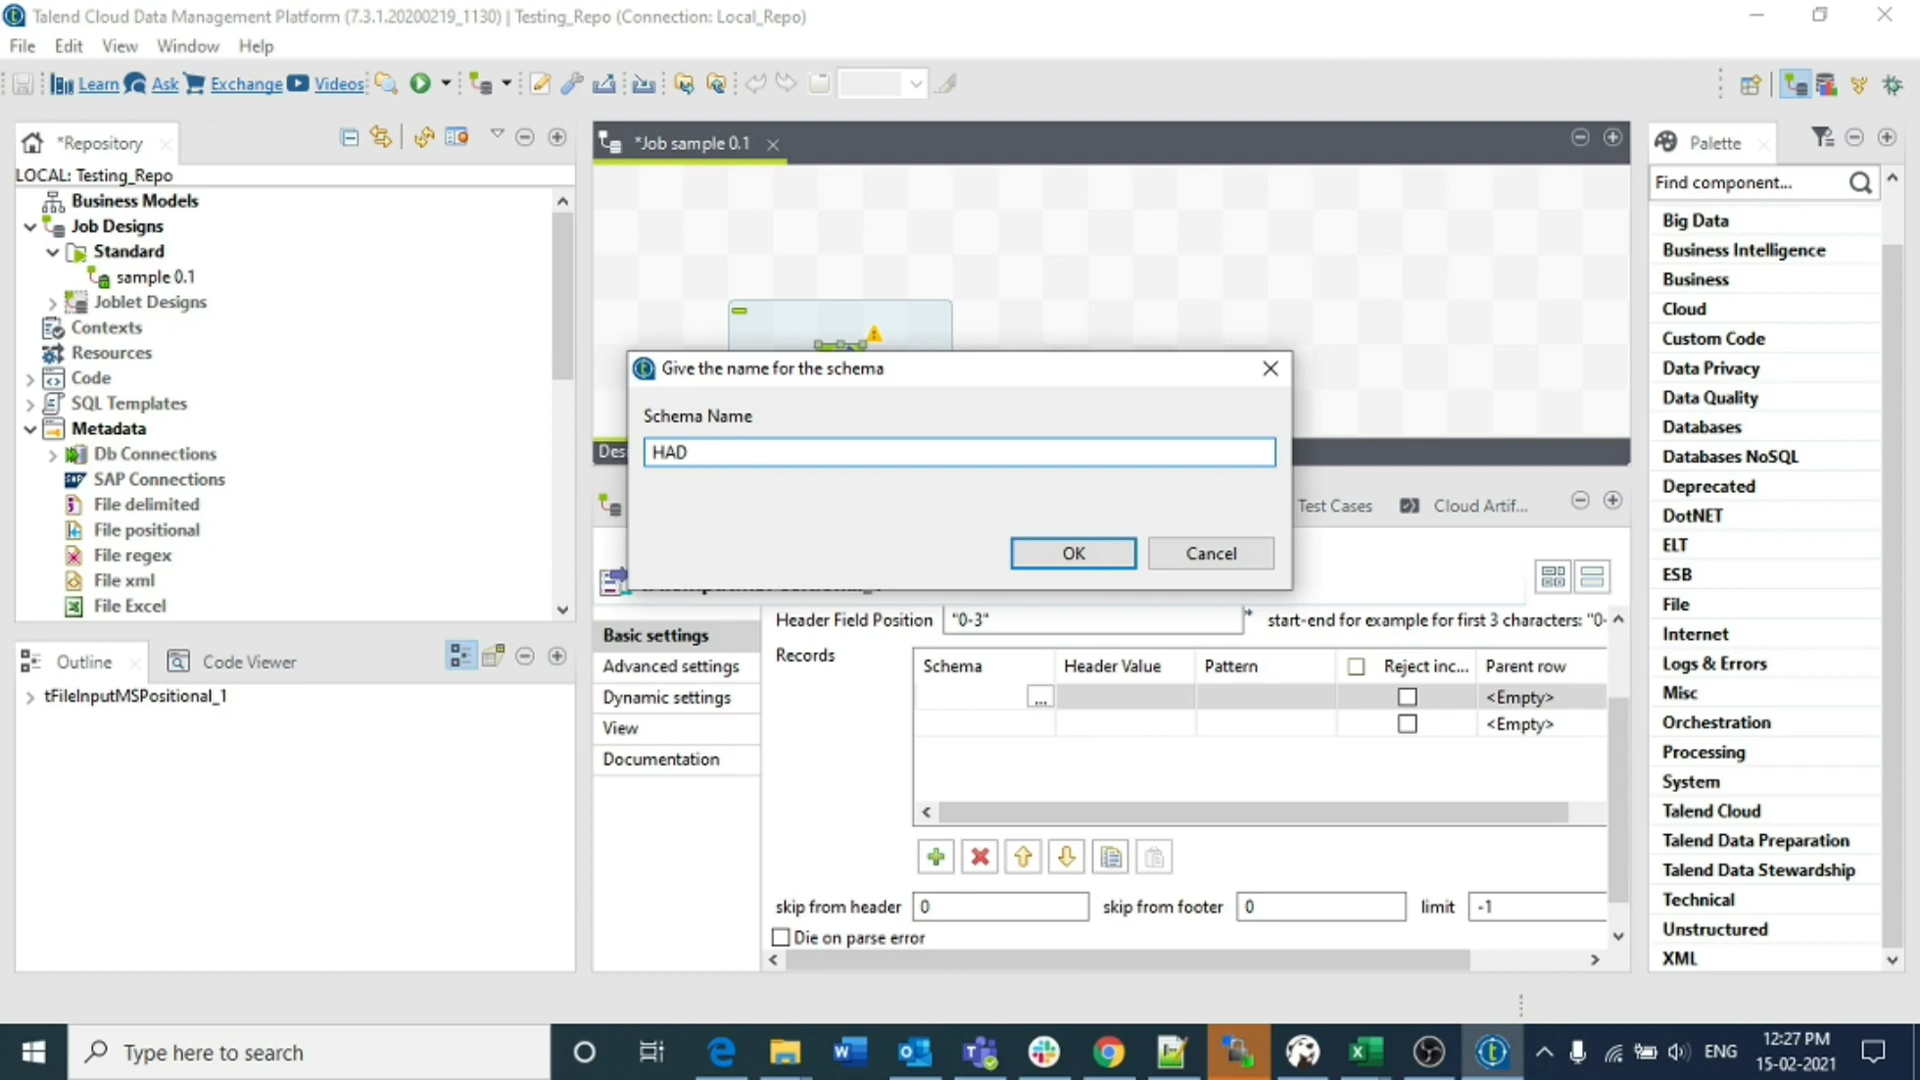 Talend Cloud Data Management Platform (7.3.1.20200219_1130) | Testing_Repo (Connection: Local_Repo)
File Edit View Window Help
Learn Ask Exchange Videos
*Repository
LOCAL: Testing_Repo
Business Models
Job Designs
Standard
sample 0.1
Joblet Designs
Contexts
Resources
Code
SQL Templates
Metadata
Db Connections
SAP Connections
File delimited
File positional
File regex
File xml
File Excel
Outline Code Viewer
tFileInputMSPositional_1
*Job sample 0.1
Give the name for the schema
Schema Name
HAD
OK Cancel
Test Cases Cloud Artif...
Basic settings
Advanced settings
Dynamic settings
View
Documentation
Header Field Position "0-3" * start-end for example for first 3 characters: "0-
Records
Schema Header Value Pattern Reject inc... Parent row
... <Empty>
<Empty>
skip from header 0 skip from footer 0 limit -1
Die on parse error
Palette
Find component...
Big Data
Business Intelligence
Business
Cloud
Custom Code
Data Privacy
Data Quality
Databases
Databases NoSQL
Deprecated
DotNET
ELT
ESB
File
Internet
Logs & Errors
Misc
Orchestration
Processing
System
Talend Cloud
Talend Data Preparation
Talend Data Stewardship
Technical
Unstructured
XML
Type here to search
ENG
12:27 PM
15-02-2021